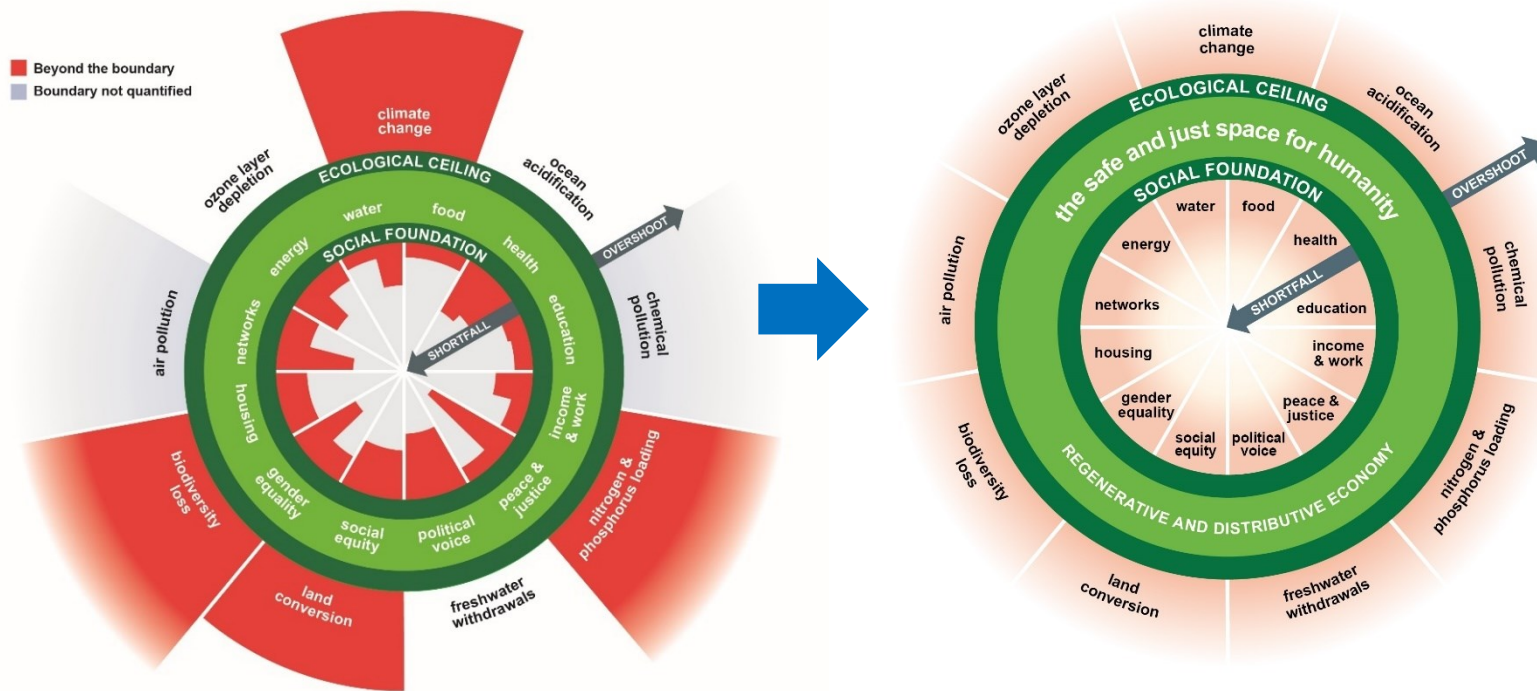 Beyond the boundary
Boundary not quantified
climate
change
ozone layer
depletion
ocean
acidification
ECOLOGICAL CEILING
OVERSHOOT
water
food
energy
health
SOCIAL FOUNDATION
SHORTFALL
air pollution
networks
education
chemical
pollution
housing
income
& work
biodiversity
loss
gender
equality
social
equity
political
voice
peace &
justice
nitrogen &
phosphorus loading
land
conversion
freshwater
withdrawals
climate
change
ozone layer
depletion
ocean
acidification
ECOLOGICAL CEILING
the safe and just space for humanity
SOCIAL FOUNDATION
OVERSHOOT
water
food
energy
health
SHORTFALL
air pollution
networks
education
chemical
pollution
housing
income
& work
gender
equality
peace &
justice
social
equity
political
voice
biodiversity
loss
REGENERATIVE AND DISTRIBUTIVE ECONOMY
nitrogen &
phosphorus loading
land
conversion
freshwater
withdrawals